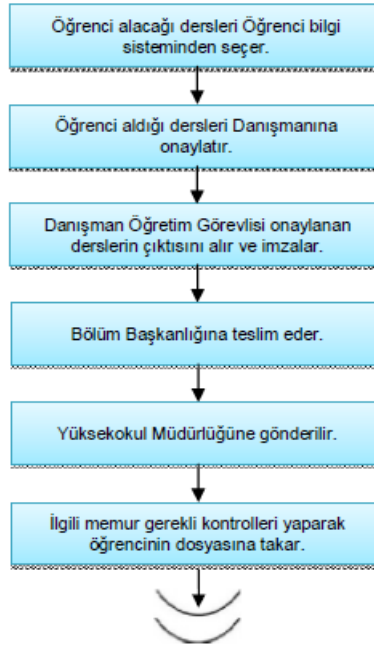 Öğrenci alacağı dersleri Öğrenci bilgi
sisteminden seçer.
Öğrenci aldığı dersleri Danışmanına
onaylatır.
Danışman Öğretim Görevlisi onaylanan
derslerin çıktısını alır ve imzalar.
Bölüm Başkanlığına teslim eder.
Yüksekokul Müdürlüğüne gönderilir.
İlgili memur gerekli kontrolleri yaparak
öğrencinin dosyasına takar.